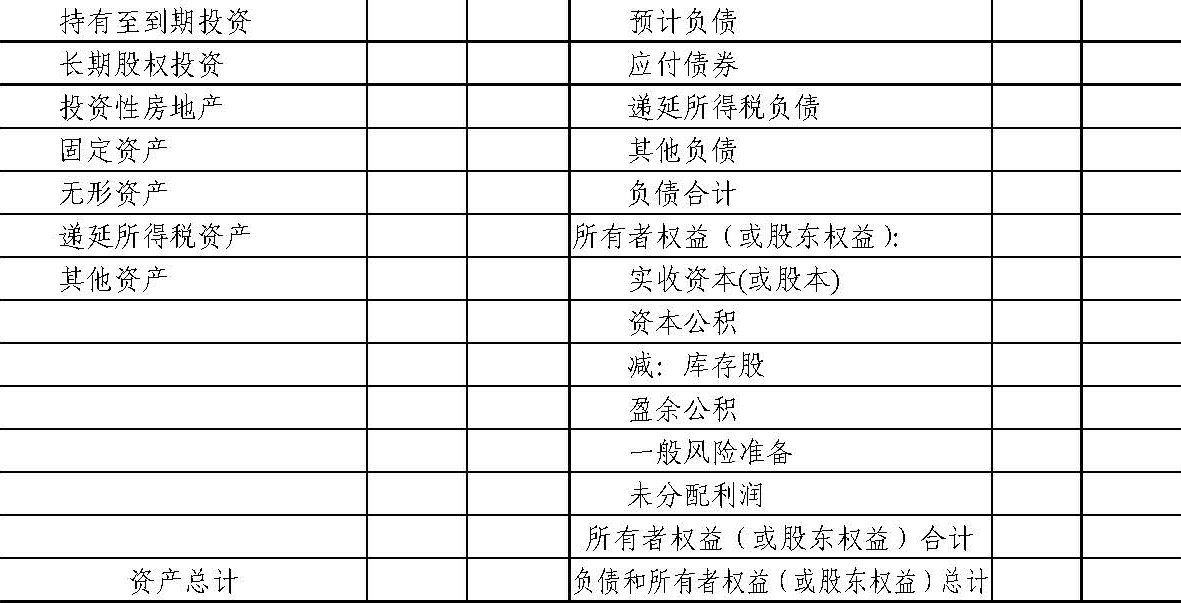 持有至到期投资 预计负债
长期股权投资 应付债券
投资性房地产 递延所得税负债
固定资产 其他负债
无形资产 负债合计
递延所得税资产 所有者权益（或股东权益）：
其他资产 实收资本(或股本)
资本公积
减：库存股
盈余公积
一般风险准备
未分配利润
所有者权益（或股东权益）合计
资产总计 负债和所有者权益（或股东权益）总计